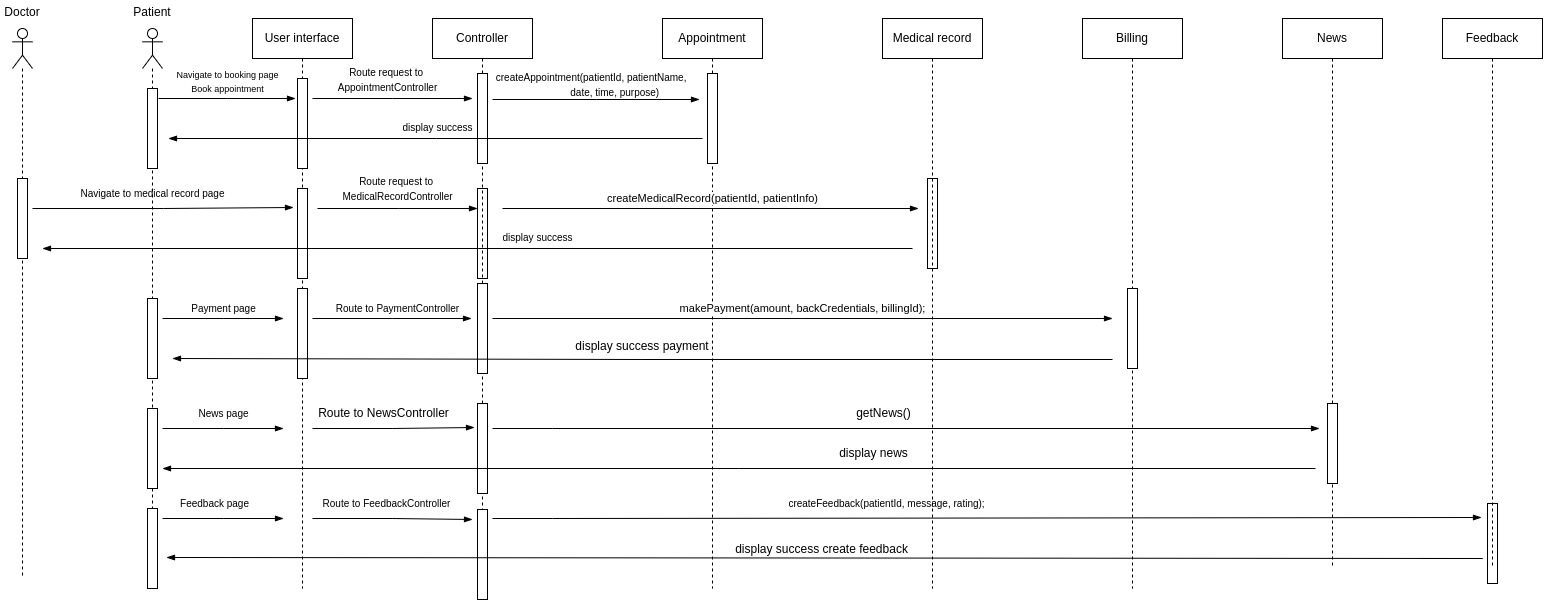 Doctor
Patient
User interface
Controller
Appointment
Medical record
Billing
News
Feedback
Navigate to booking page
Book appointment
Route request to
AppointmentController
createAppointment(patientId, patientName,
date, time, purpose)
display success
Navigate to medical record page
Route request to
MedicalRecordController
createMedicalRecord(patientId, patientInfo)
display success
Payment page
Route to PaymentController
makePayment(amount, backCredentials, billingId);
display success payment
News page
Route to NewsController
getNews()
display news
Feedback page
Route to FeedbackController
createFeedback(patientId, message, rating);
display success create feedback